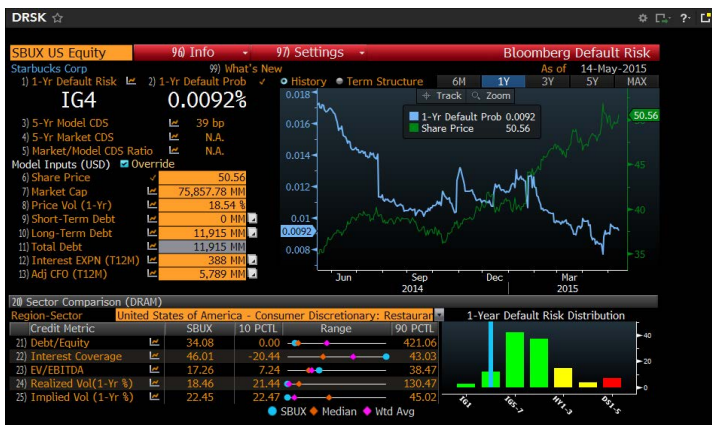 DRSK
SBUX US Equity 96) Info 97) Settings Bloomberg Default Risk
Starbucks Corp 99) What's New As of 14-May-2015
1) 1-Yr Default Risk 2) 1-Yr Default Prob History Term Structure 6M 1Y 3Y 5Y MAX
IG4 0.0092%
3) 5-Yr Model CDS 39 bp
4) 5-Yr Market CDS N.A.
5) Market/Model CDS Ratio N.A.
Model Inputs (USD) Override
6) Share Price 50.56
7) Market Cap 75,857.78 MM
8) Price Vol (1-Yr) 18.54 %
9) Short-Term Debt 0 MM
10) Long-Term Debt 11,915 MM
11) Total Debt 11,915 MM
12) Interest EXPN (T12M) 388 MM
13) Adj CFO (T12M) 5,789 MM
Track Zoom
1-Yr Default Prob 0.0092
Share Price 50.56
0.018
0.016
0.014
0.012
0.01
0.0092
0.008
50.56
45
40
35
Jun Sep Dec Mar
2014 2015
20) Sector Comparison (DRAM)
Region-Sector United States of America - Consumer Discretionary: Restauran
Credit Metric SBUX 10 PCTL Range 90 PCTL
21) Debt/Equity 34.08 0.00 421.06
22) Interest Coverage 46.01 -20.44 43.03
23) EV/EBITDA 17.26 7.24 38.47
24) Realized Vol(1-Yr %) 18.46 21.44 130.47
25) Implied Vol (1-Yr %) 22.45 22.47 45.02
SBUX Median Wtd Avg
1-Year Default Risk Distribution
40
20
0
IG1 IG5-7 HY1-3 DS1-5